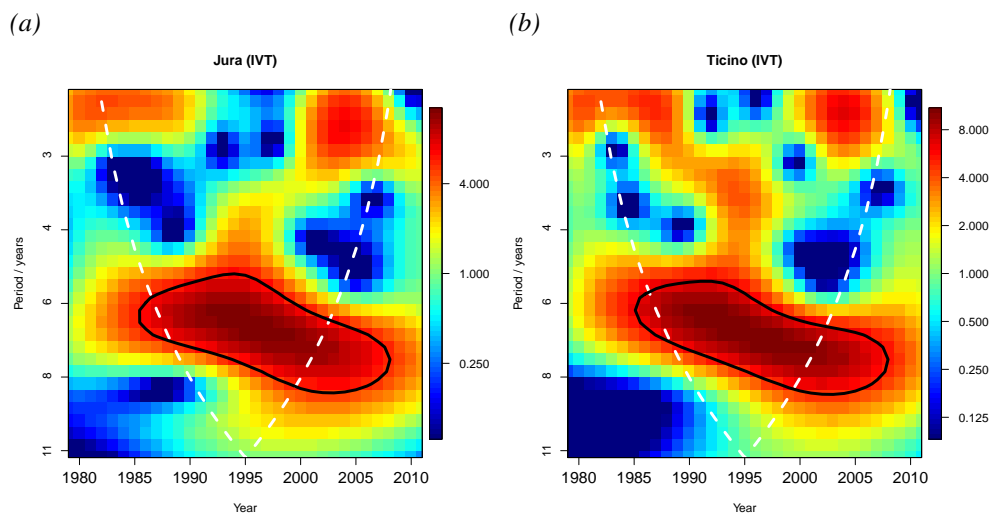 (a)
Jura (IVT)
Period / years
3
4
6
8
11
1980 1985 1990 1995 2000 2005 2010
Year
4.000
1.000
0.250
(b)
Ticino (IVT)
Period / years
3
4
6
8
11
1980 1985 1990 1995 2000 2005 2010
Year
8.000
4.000
2.000
1.000
0.500
0.250
0.125